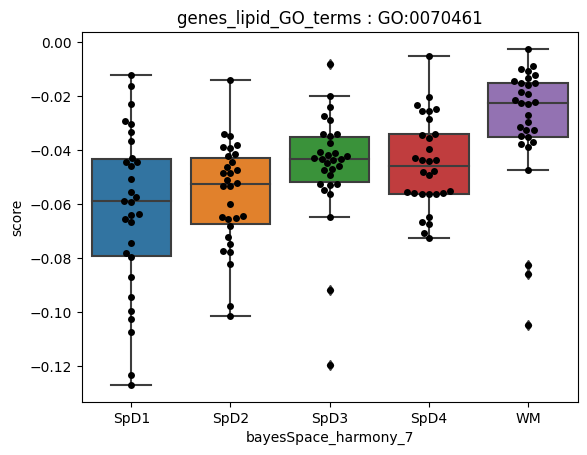 genes_lipid_GO_terms : GO:0070461
0.00
−0.02
−0.04
−0.06
−0.08
−0.10
−0.12
score
SpD1 SpD2 SpD3 SpD4 WM
bayesSpace_harmony_7